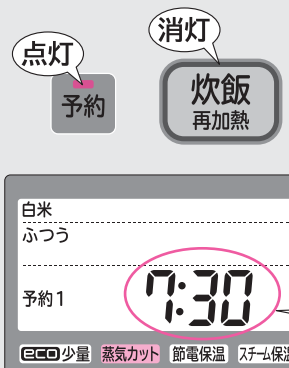 点灯
消灯
予約
炊飯
再加熱
白米
ふつう
予約1
7:30
eco少量 蒸気カット 節電保温 スチーム保温